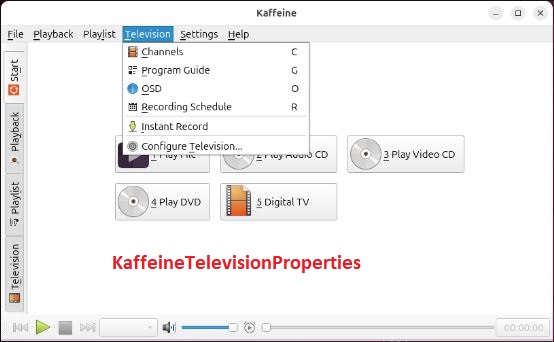 Kaffeine
File Playback Playlist Television Settings Help
Channels C
Program Guide G
OSD O
Recording Schedule R
Instant Record
Configure Television...
Start
Playback
Playlist
Television
1 Play File 2 Play Audio CD 3 Play Video CD
4 Play DVD 5 Digital TV
KaffeineTelevisionProperties
00:00:00